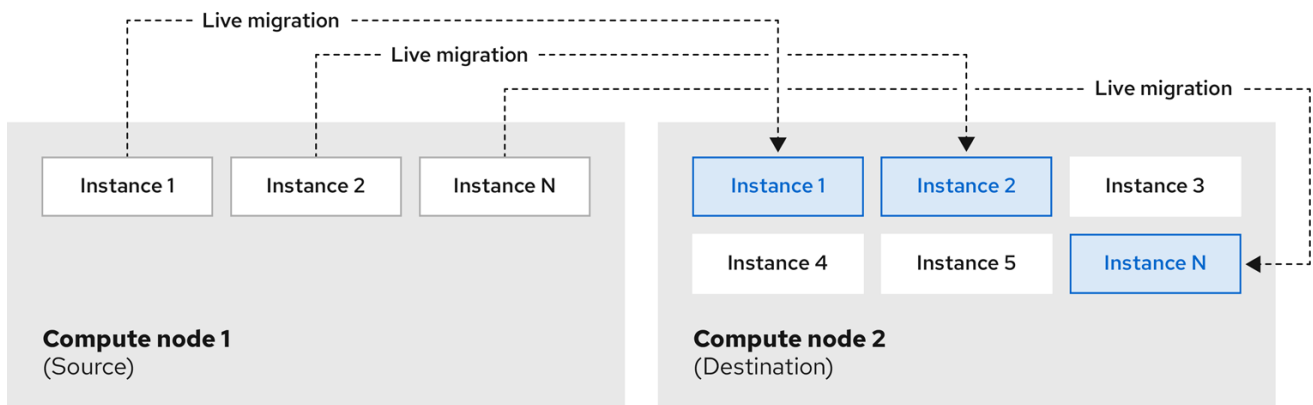 Live migration
Live migration
Live migration
Instance 1
Instance 2
Instance N
Compute node 1
(Source)
Instance 1
Instance 2
Instance 3
Instance 4
Instance 5
Instance N
Compute node 2
(Destination)